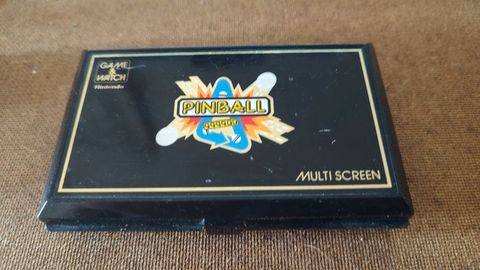 GAME & WATCH
Nintendo
PINBALL
MULTI SCREEN